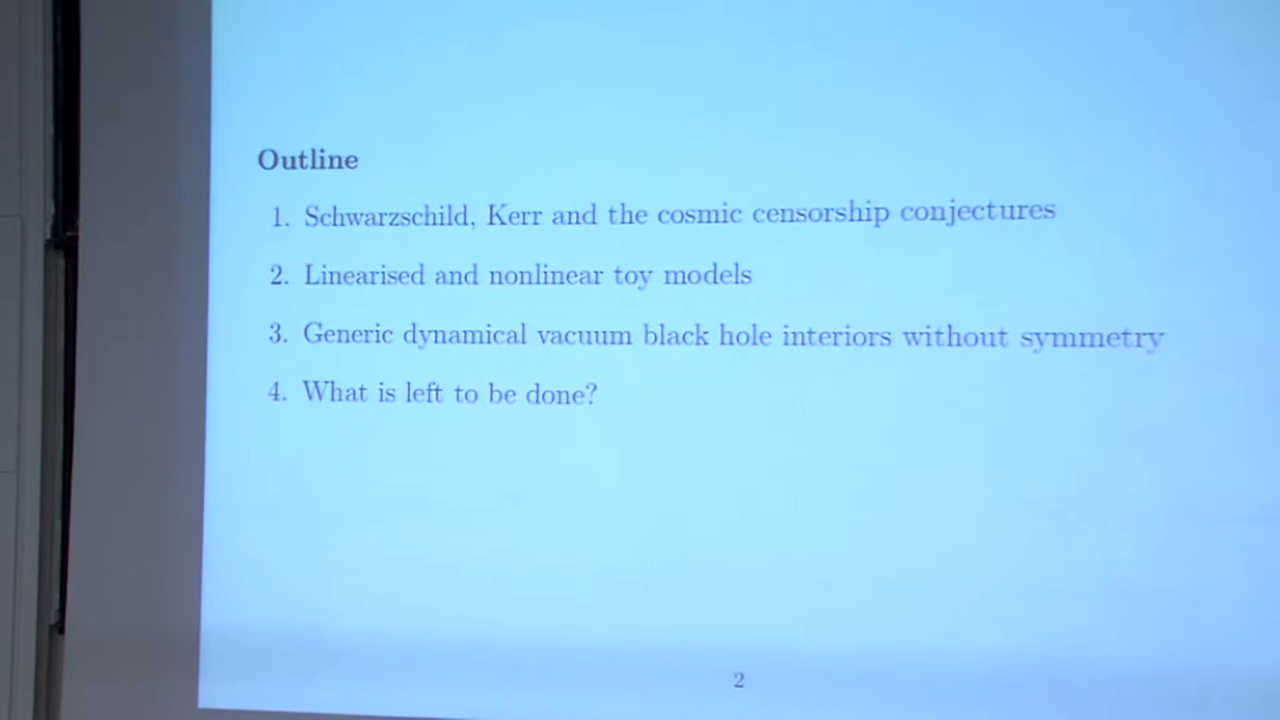 Outline
1. Schwarzschild, Kerr and the cosmic censorship conjectures
2. Linearised and nonlinear toy models
3. Generic dynamical vacuum black hole interiors without symmetry
4. What is left to be done?
2